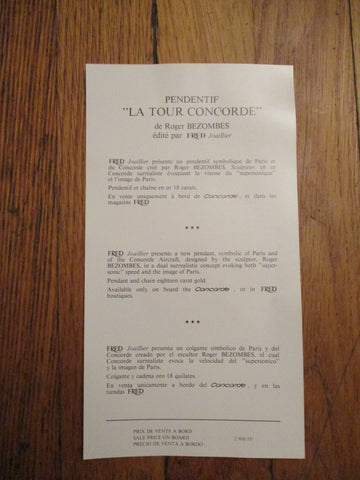 PENDENTIF
"LA TOUR CONCORDE"
de Roger BEZOMBES
édité par FRED Joaillier
FRED Joaillier présente un pendentif symbolique de Paris et
du Concorde créé par Roger BEZOMBES, Sculpteur en ce
Concorde surréaliste évoquant la vitesse du "supersonique"
et l'image de Paris.
Pendentif et chaîne en or 18 carats.
En vente uniquement à bord de Concorde, et dans les
magasins FRED
***
FRED Joaillier presents a new pendant, symbolic of Paris and
of the Concorde Aircraft, designed by the sculptor, Roger
BEZOMBES, in a dual surrealistic concept evoking both "super-
sonic" speed and the image of Paris.
Pendant and chain eighteen carat gold.
Available only on board the Concorde, or in FRED
boutiques.
***
FRED Joaillier presenta un colgante simbolico de Paris y del
Concorde creado por el escultor Roger BEZOMBES, el cual
Concorde surrealista evoca la velocidad del "supersonico"
y la imagen de Paris.
Colgante y cadena oro 18 quilates.
En venta unicamente a bordo del Concorde, y en las
tiendas FRED
PRIX DE VENTE A BORD
SALE PRICE ON BOARD : 2.900 FF
PRECIO DE VENTA A BORDO